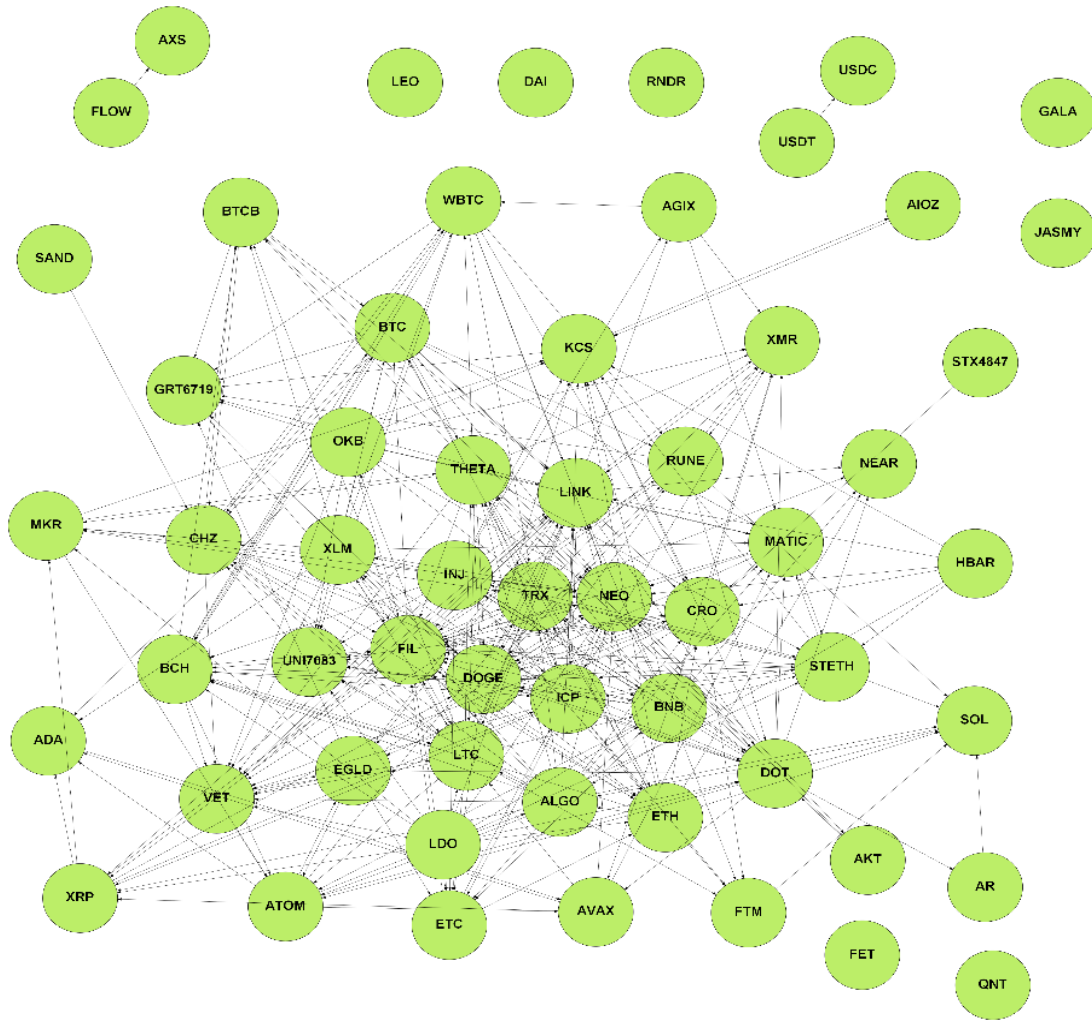 AXS
LEO
DAI
RNDR
USDC
FLOW
USDT
GALA
BTCB
WBTC
AGIX
AIOZ
JASMY
SAND
BTC
KCS
XMR
STX4847
GRT6719
OKB
THETA
LINK
RUNE
NEAR
MKR
CHZ
XLM
INJ
TRX
NEO
CRO
MATIC
HBAR
BCH
UNI7083
FIL
DOGE
ICP
BNB
STETH
SOL
ADA
VET
EGLD
LTC
ALGO
ETH
DOT
LDO
AKT
AR
XRP
ATOM
ETC
AVAX
FTM
FET
QNT